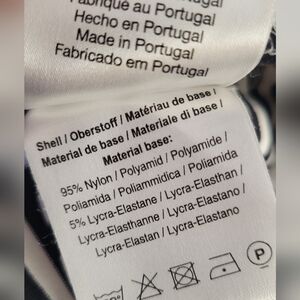 Fabriqué au Portugal
Hecho en Portugal
Made in Portugal
Fabricado em Portugal
Shell / Oberstoff / Matériau de base /
Material de base / Materiale di base /
Material base:
95% Nylon / Polyamid / Polyamide /
Poliamida / Poliammidica / Poliamida
5% Lycra-Elastane / Lycra-Elasthan /
Lycra-Elasthanne / Lycra-Elastano /
Lycra-Elastan / Lycra-Elastano
P